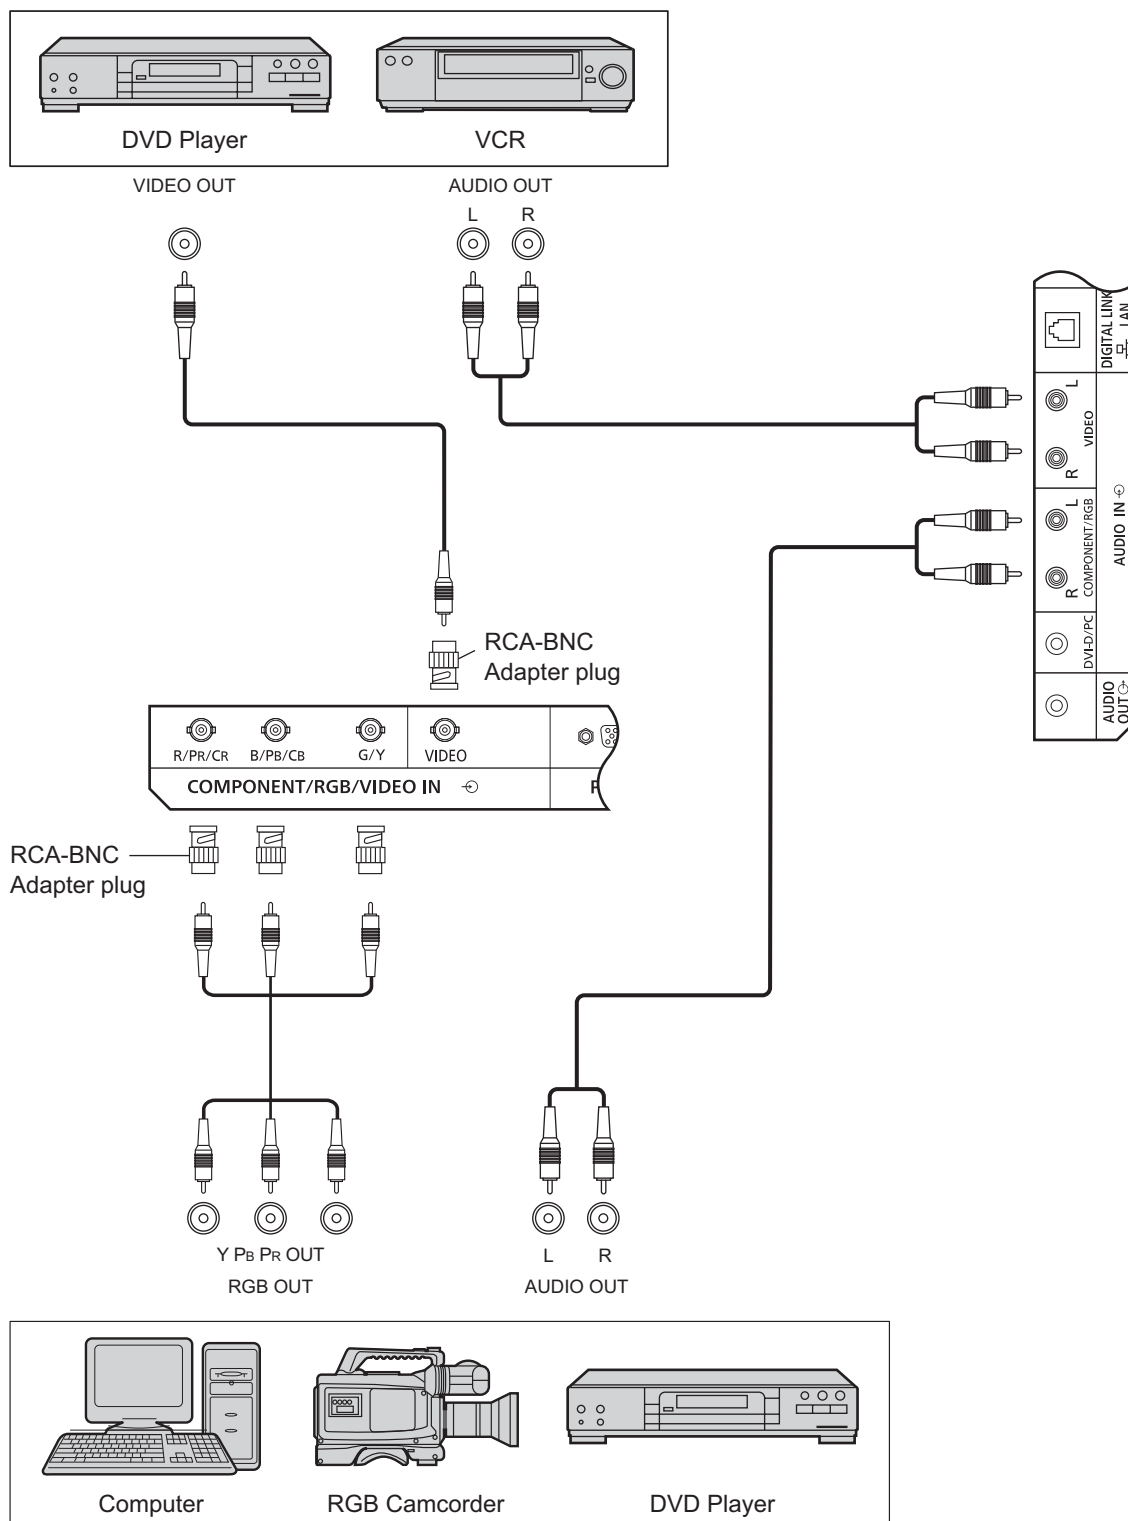 DVD Player
VCR
VIDEO OUT
AUDIO OUT
L
R
DIGITAL LINK
LAN
L
VIDEO
R
L
COMPONENT/RGB
R
AUDIO IN
DVI-D/PC
AUDIO
OUT
RCA-BNC
Adapter plug
R/PR/CR
B/PB/CB
G/Y
VIDEO
COMPONENT/RGB/VIDEO IN
RCA-BNC
Adapter plug
Y PB PR OUT
RGB OUT
L
R
AUDIO OUT
Computer
RGB Camcorder
DVD Player